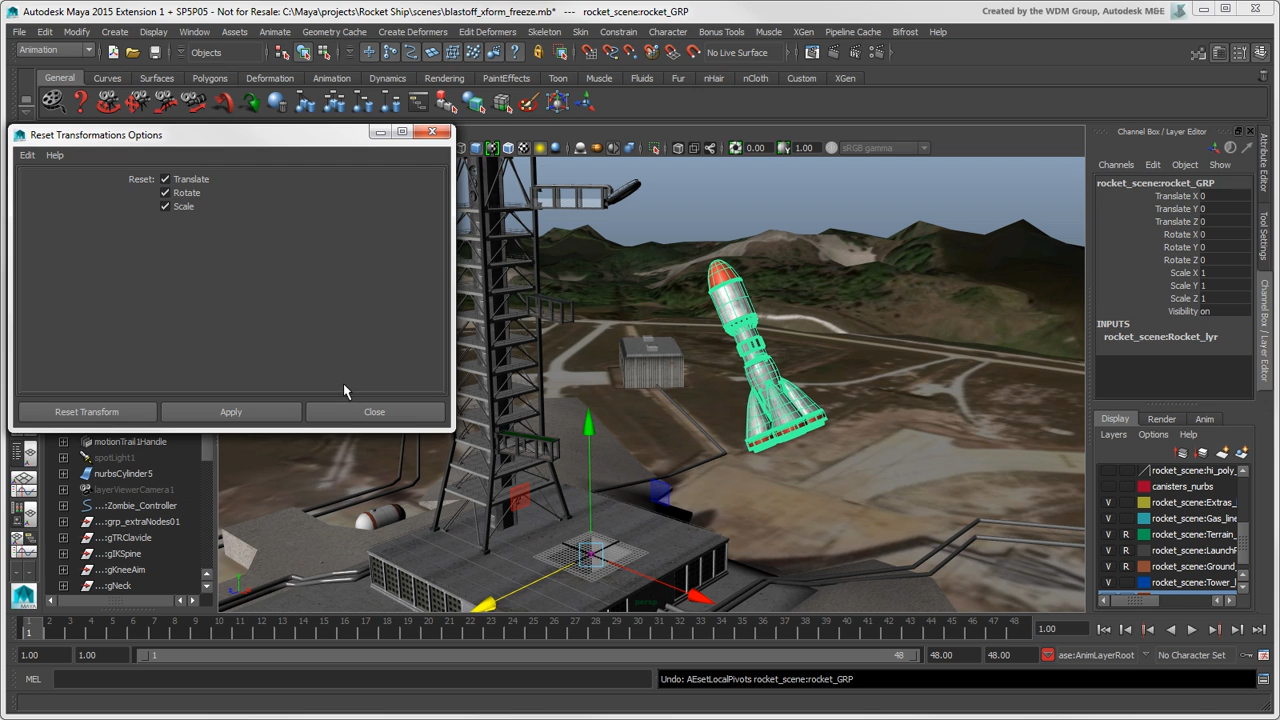 Autodesk Maya 2015 Extension 1 + SP5P05 - Not for Resale: C:\Maya\projects\Rocket Ship\scenes\blastoff_xform_freeze.mb* --- rocket_scene:rocket_GRP
Created by the WDM Group, Autodesk M&E
File Edit Modify Create Display Window Assets Animate Geometry Cache Create Deformers Edit Deformers Skeleton Skin Constrain Character Bonus Tools Muscle XGen Pipeline Cache Bifrost Help
Animation
Objects
No Live Surface
General Curves Surfaces Polygons Deformation Animation Dynamics Rendering PaintEffects Toon Muscle Fluids Fur nHair nCloth Custom XGen
Reset Transformations Options
Edit Help
Reset: Translate
Rotate
Scale
Reset Transform Apply Close
0.00 1.00 sRGB gamma
Channel Box / Layer Editor
Channels Edit Object Show
rocket_scene:rocket_GRP
Translate X 0
Translate Y 0
Translate Z 0
Rotate X 0
Rotate Y 0
Rotate Z 0
Scale X 1
Scale Y 1
Scale Z 1
Visibility on
INPUTS
rocket_scene:Rocket_lyr
Attribute Editor
Tool Settings
Channel Box / Layer Editor
Display Render Anim
Layers Options Help
rocket_scene:hi_poly_
canisters_nurbs
V rocket_scene:Extras_
V rocket_scene:Gas_line
V R rocket_scene:Terrain_
V R rocket_scene:LaunchP
V R rocket_scene:Ground_
V rocket_scene:Tower_
motionTrail1Handle
spotLight1
nurbsCylinder5
layerViewerCamera1
Zombie_Controller
...:grp_extraNodes01
...:gTRClavide
...:gIKSpine
...:gKneeAim
...:gNeck
MAYA
persp
1 2 3 4 5 6 7 8 9 10 11 12 13 14 15 16 17 18 19 20 21 22 23 24 25 26 27 28 29 30 31 32 33 34 35 36 37 38 39 40 41 42 43 44 45 46 47 48
1
1.00
1.00 1.00 1 48 48.00 48.00 ase:AnimLayerRoot No Character Set
MEL
Undo: AEsetLocalPivots rocket_scene:rocket_GRP